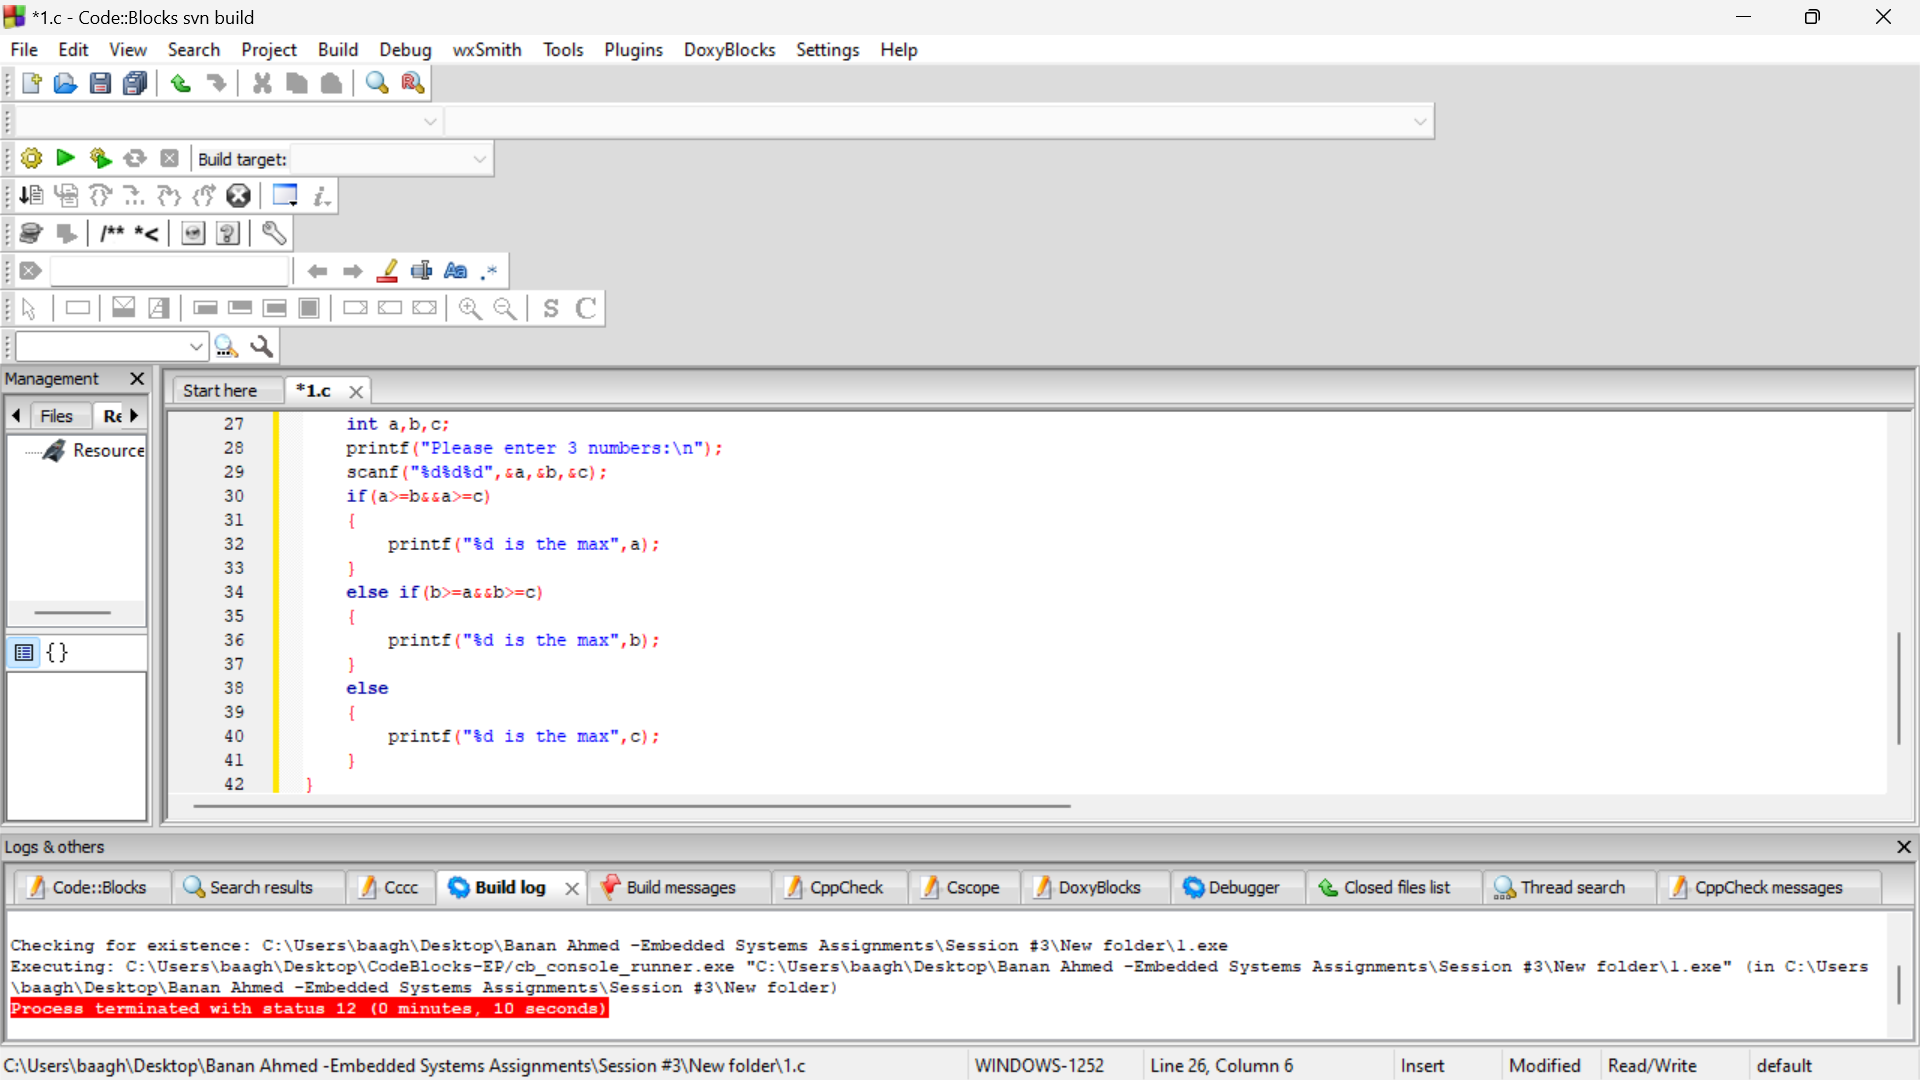 *1.c - Code::Blocks svn build
File Edit View Search Project Build Debug wxSmith Tools Plugins DoxyBlocks Settings Help
Build target:
/** *<
Aa .*
S C
Management
Start here *1.c
Files Re
Resource
{}
27 int a,b,c;
28 printf("Please enter 3 numbers:\n");
29 scanf("%d%d%d",&a,&b,&c);
30 if(a>=b&&a>=c)
31 {
32 printf("%d is the max",a);
33 }
34 else if(b>=a&&b>=c)
35 {
36 printf("%d is the max",b);
37 }
38 else
39 {
40 printf("%d is the max",c);
41 }
42 }
Logs & others
Code::Blocks Search results Cccc Build log Build messages CppCheck Cscope DoxyBlocks Debugger Closed files list Thread search CppCheck messages
Checking for existence: C:\Users\baagh\Desktop\Banan Ahmed -Embedded Systems Assignments\Session #3\New folder\1.exe
Executing: C:\Users\baagh\Desktop\CodeBlocks-EP/cb_console_runner.exe "C:\Users\baagh\Desktop\Banan Ahmed -Embedded Systems Assignments\Session #3\New folder\1.exe" (in C:\Users
\baagh\Desktop\Banan Ahmed -Embedded Systems Assignments\Session #3\New folder)
Process terminated with status 12 (0 minutes, 10 seconds)
C:\Users\baagh\Desktop\Banan Ahmed -Embedded Systems Assignments\Session #3\New folder\1.c WINDOWS-1252 Line 26, Column 6 Insert Modified Read/Write default